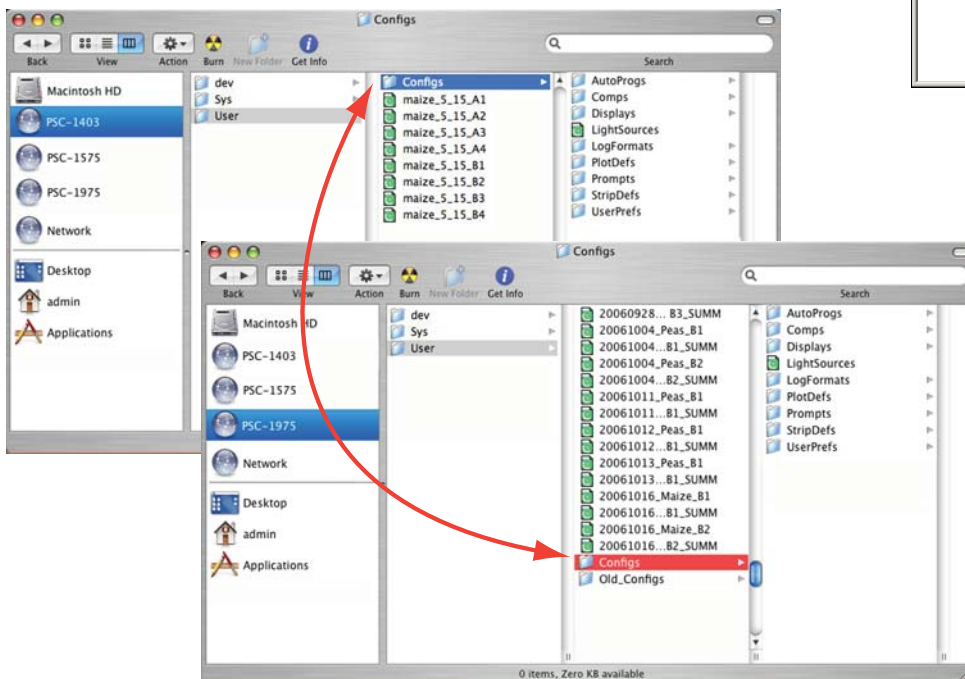 Configs
Back View Action Burn New Folder Get Info Search
Macintosh HD
PSC-1403
PSC-1575
PSC-1975
Network
Desktop
admin
Applications
dev
Sys
User
Configs
maize_5_15_A1
maize_5_15_A2
maize_5_15_A3
maize_5_15_A4
maize_5_15_B1
maize_5_15_B2
maize_5_15_B3
maize_5_15_B4
AutoProgs
Comps
Displays
LightSources
LogFormats
PlotDefs
Prompts
StripDefs
UserPrefs
Configs
Back View Action Burn New Folder Get Info Search
Macintosh HD
PSC-1403
PSC-1575
PSC-1975
Network
Desktop
admin
Applications
dev
Sys
User
20060928... B3_SUMM
20061004_Peas_B1
20061004...B1_SUMM
20061004_Peas_B2
20061004...B2_SUMM
20061011_Peas_B1
20061011...B1_SUMM
20061012_Peas_B1
20061012...B1_SUMM
20061013_Peas_B1
20061013...B1_SUMM
20061016_Maize_B1
20061016...B1_SUMM
20061016_Maize_B2
20061016...B2_SUMM
Configs
Old_Configs
AutoProgs
Comps
Displays
LightSources
LogFormats
PlotDefs
Prompts
StripDefs
UserPrefs
0 items, Zero KB available